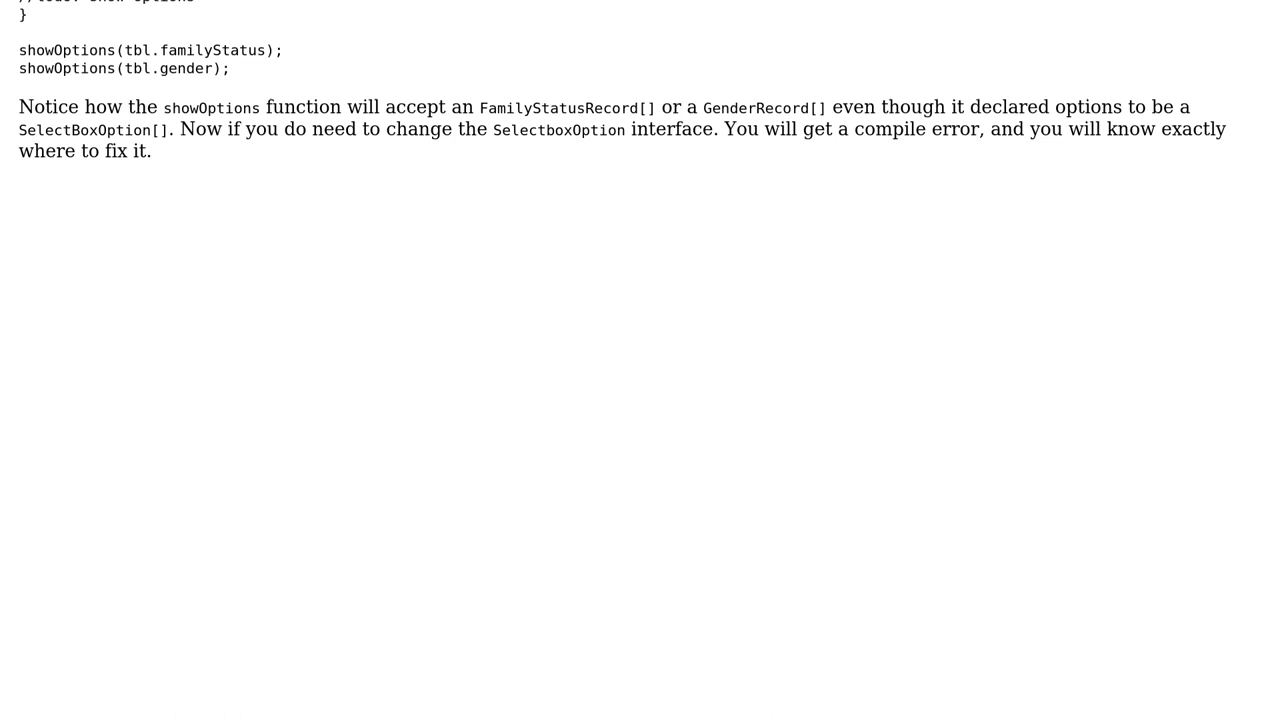 }
showOptions(tbl.familyStatus);
showOptions(tbl.gender);
Notice how the showOptions function will accept an FamilyStatusRecord[] or a GenderRecord[] even though it declared options to be a
SelectBoxOption[]. Now if you do need to change the SelectboxOption interface. You will get a compile error, and you will know exactly
where to fix it.